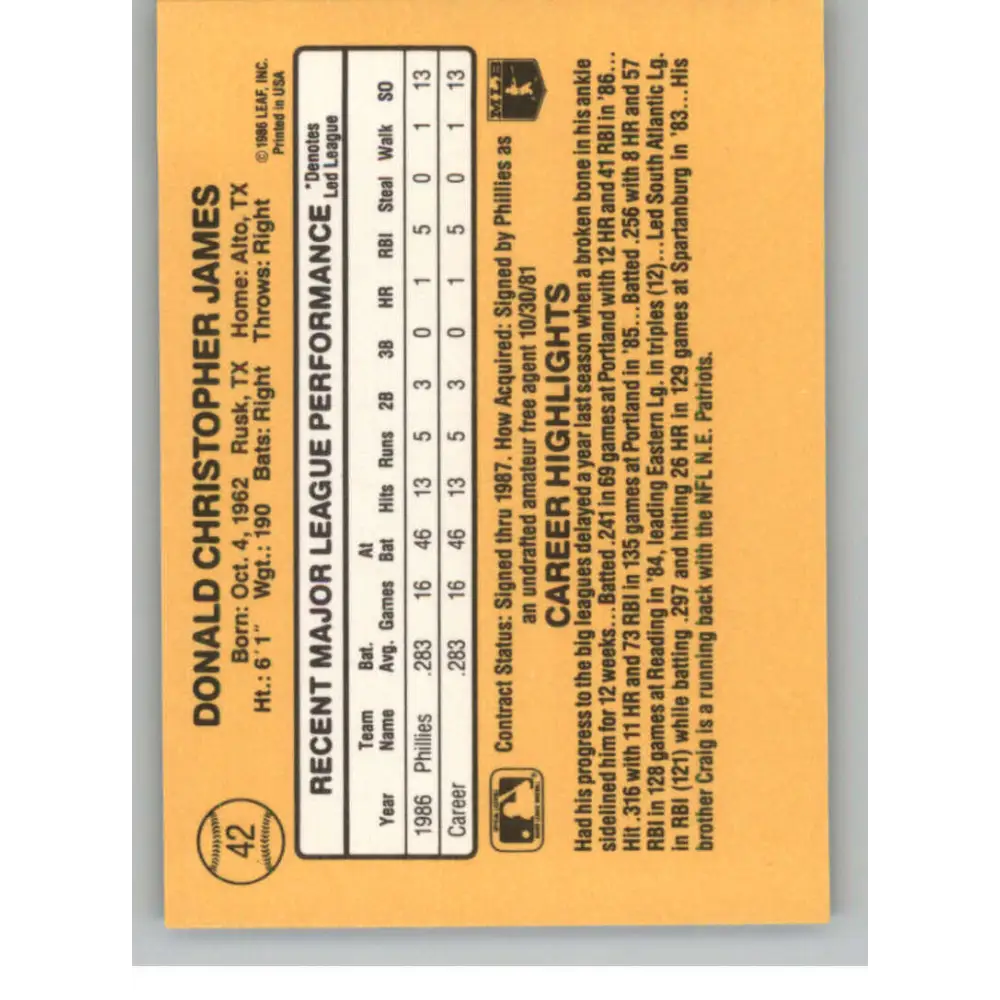 42
DONALD CHRISTOPHER JAMES
Born: Oct. 4, 1962 Rusk, TX Home: Alto, TX
Ht.: 6'1" Wgt.: 190 Bats: Right Throws: Right
© 1986 LEAF, INC.
Printed in USA
RECENT MAJOR LEAGUE PERFORMANCE *Denotes Led League
Year Team Name Bat. Avg. Games At Bat Hits Runs 2B 3B HR RBI Steal Walk SO
1986 Phillies .283 16 46 13 5 3 0 1 5 0 1 13
Career .283 16 46 13 5 3 0 1 5 0 1 13
Contract Status: Signed thru 1987. How Acquired: Signed by Phillies as
an undrafted amateur free agent 10/30/81
MLB
CAREER HIGHLIGHTS
Had his progress to the big leagues delayed a year last season when a broken bone in his ankle
sidelined him for 12 weeks...Batted .241 in 69 games at Portland with 12 HR and 41 RBI in '86...
Hit .316 with 11 HR and 73 RBI in 135 games at Portland in '85...Batted .256 with 8 HR and 57
RBI in 128 games at Reading in '84, leading Eastern Lg. in triples (12)...Led South Atlantic Lg.
in RBI (121) while batting .297 and hitting 26 HR in 129 games at Spartanburg in '83...His
brother Craig is a running back with the NFL N.E. Patriots.